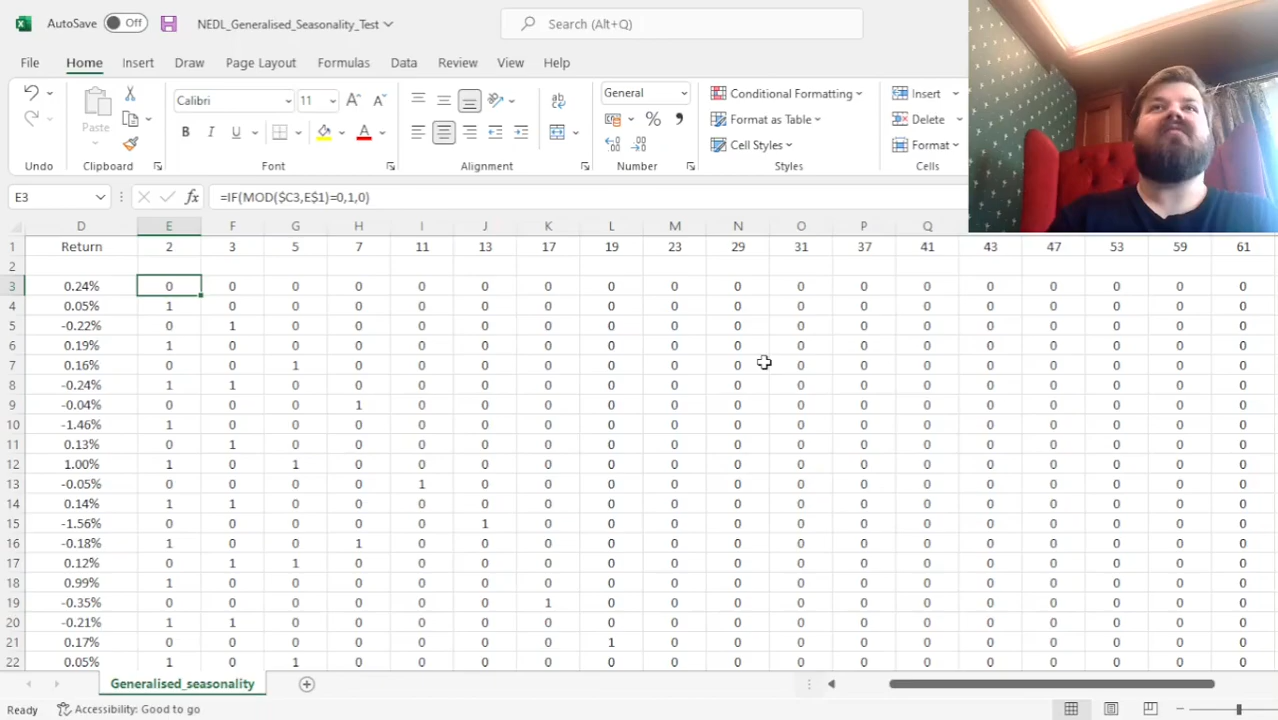 AutoSave Off NEDL_Generalised_Seasonality_Test Search (Alt+Q)
File Home Insert Draw Page Layout Formulas Data Review View Help
Calibri 11 General Conditional Formatting Insert
Paste B I U Format as Table Delete
Cell Styles Format
Undo Clipboard Font Alignment Number Styles Cells
E3 fx =IF(MOD($C3,E$1)=0,1,0)
D E F G H I J K L M N O P Q
1 Return 2 3 5 7 11 13 17 19 23 29 31 37 41 43 47 53 59 61
2
3 0.24% 0 0 0 0 0 0 0 0 0 0 0 0 0 0 0 0 0 0
4 0.05% 1 0 0 0 0 0 0 0 0 0 0 0 0 0 0 0 0 0
5 -0.22% 0 1 0 0 0 0 0 0 0 0 0 0 0 0 0 0 0 0
6 0.19% 1 0 0 0 0 0 0 0 0 0 0 0 0 0 0 0 0 0
7 0.16% 0 0 1 0 0 0 0 0 0 0 0 0 0 0 0 0 0 0
8 -0.24% 1 1 0 0 0 0 0 0 0 0 0 0 0 0 0 0 0 0
9 -0.04% 0 0 0 1 0 0 0 0 0 0 0 0 0 0 0 0 0 0
10 -1.46% 1 0 0 0 0 0 0 0 0 0 0 0 0 0 0 0 0 0
11 0.13% 0 1 0 0 0 0 0 0 0 0 0 0 0 0 0 0 0 0
12 1.00% 1 0 1 0 0 0 0 0 0 0 0 0 0 0 0 0 0 0
13 -0.05% 0 0 0 0 1 0 0 0 0 0 0 0 0 0 0 0 0 0
14 0.14% 1 1 0 0 0 0 0 0 0 0 0 0 0 0 0 0 0 0
15 -1.56% 0 0 0 0 0 1 0 0 0 0 0 0 0 0 0 0 0 0
16 -0.18% 1 0 0 1 0 0 0 0 0 0 0 0 0 0 0 0 0 0
17 0.12% 0 1 1 0 0 0 0 0 0 0 0 0 0 0 0 0 0 0
18 0.99% 1 0 0 0 0 0 0 0 0 0 0 0 0 0 0 0 0 0
19 -0.35% 0 0 0 0 0 0 1 0 0 0 0 0 0 0 0 0 0 0
20 -0.21% 1 1 0 0 0 0 0 0 0 0 0 0 0 0 0 0 0 0
21 0.17% 0 0 0 0 0 0 0 1 0 0 0 0 0 0 0 0 0 0
22 0.05% 1 0 1 0 0 0 0 0 0 0 0 0 0 0 0 0 0 0
Generalised_seasonality
Ready Accessibility: Good to go